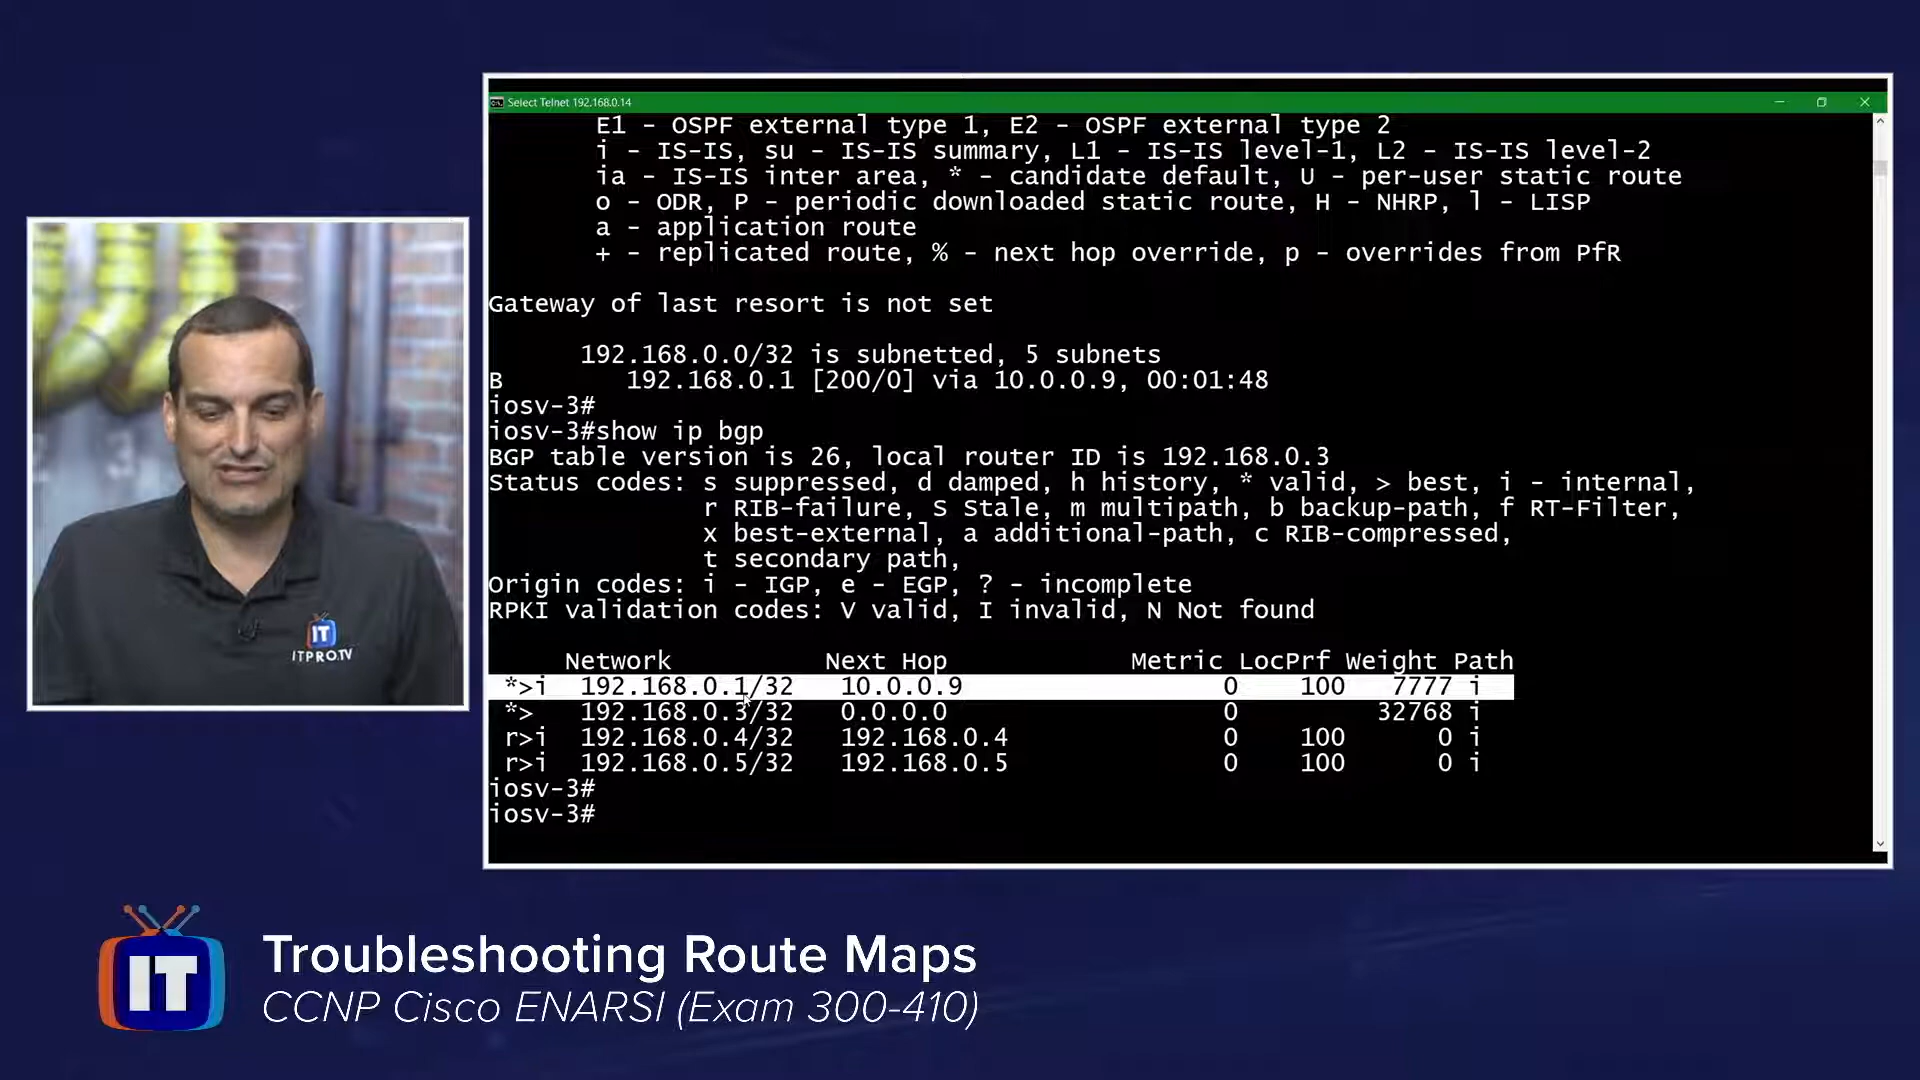 Select Telnet 192.168.0.14
E1 - OSPF external type 1, E2 - OSPF external type 2
i - IS-IS, su - IS-IS summary, L1 - IS-IS level-1, L2 - IS-IS level-2
ia - IS-IS inter area, * - candidate default, U - per-user static route
o - ODR, P - periodic downloaded static route, H - NHRP, l - LISP
a - application route
+ - replicated route, % - next hop override, p - overrides from PfR
Gateway of last resort is not set
192.168.0.0/32 is subnetted, 5 subnets
B 192.168.0.1 [200/0] via 10.0.0.9, 00:01:48
iosv-3#
iosv-3#show ip bgp
BGP table version is 26, local router ID is 192.168.0.3
Status codes: s suppressed, d damped, h history, * valid, > best, i - internal,
r RIB-failure, S Stale, m multipath, b backup-path, f RT-Filter,
x best-external, a additional-path, c RIB-compressed,
t secondary path,
Origin codes: i - IGP, e - EGP, ? - incomplete
RPKI validation codes: V valid, I invalid, N Not found
Network Next Hop Metric LocPrf Weight Path
*>i 192.168.0.1/32 10.0.0.9 0 100 7777 i
*> 192.168.0.3/32 0.0.0.0 0 32768 i
r>i 192.168.0.4/32 192.168.0.4 0 100 0 i
r>i 192.168.0.5/32 192.168.0.5 0 100 0 i
iosv-3#
iosv-3#
IT
ITPRO.TV
IT
Troubleshooting Route Maps
CCNP Cisco ENARSI (Exam 300-410)